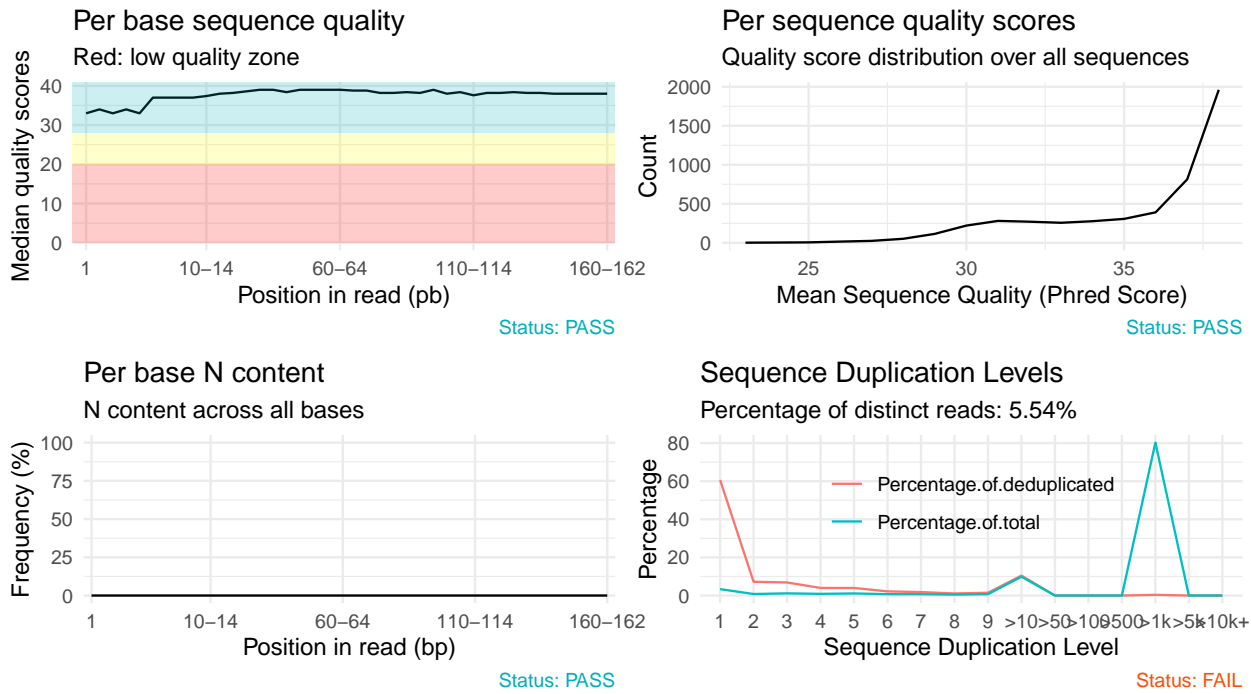 Per base sequence quality
Red: low quality zone
Median quality scores
40
30
20
10
0
1 10−14 60−64 110−114 160−162
Position in read (pb)
Status: PASS
Per sequence quality scores
Quality score distribution over all sequences
Count
2000
1500
1000
500
0
25 30 35
Mean Sequence Quality (Phred Score)
Status: PASS
Per base N content
N content across all bases
Frequency (%)
100
75
50
25
0
1 10−14 60−64 110−114 160−162
Position in read (bp)
Status: PASS
Sequence Duplication Levels
Percentage of distinct reads: 5.54%
Percentage
80
60
40
20
0
Percentage.of.deduplicated
Percentage.of.total
1 2 3 4 5 6 7 8 9 >10 >50 >100 >500 >1k >5k >10k+
Sequence Duplication Level
Status: FAIL